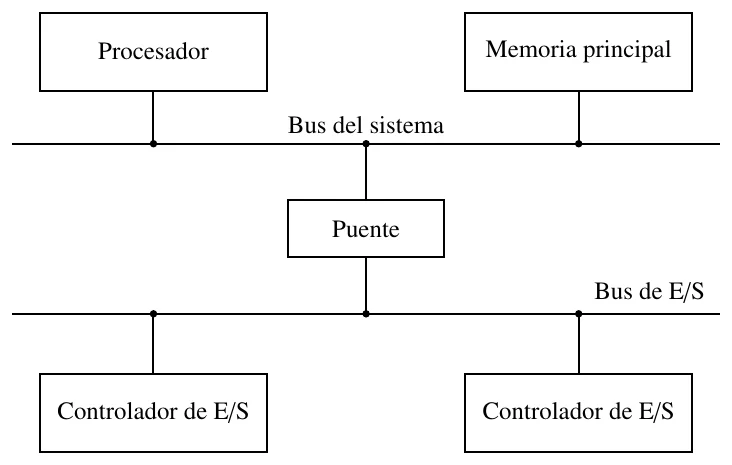 Procesador
Memoria principal
Bus del sistema
Puente
Bus de E/S
Controlador de E/S
Controlador de E/S